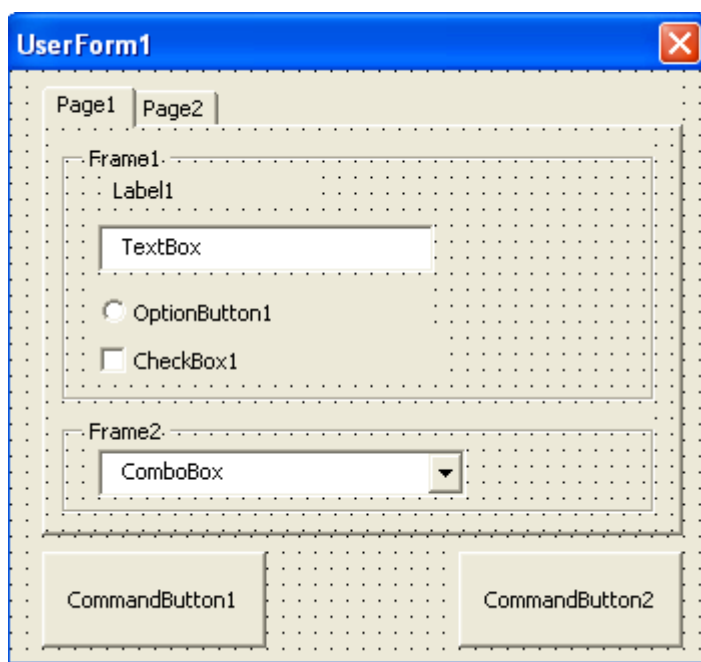 UserForm1
Page1 Page2
Frame1
Label1
TextBox
OptionButton1
CheckBox1
Frame2
ComboBox
CommandButton1 CommandButton2